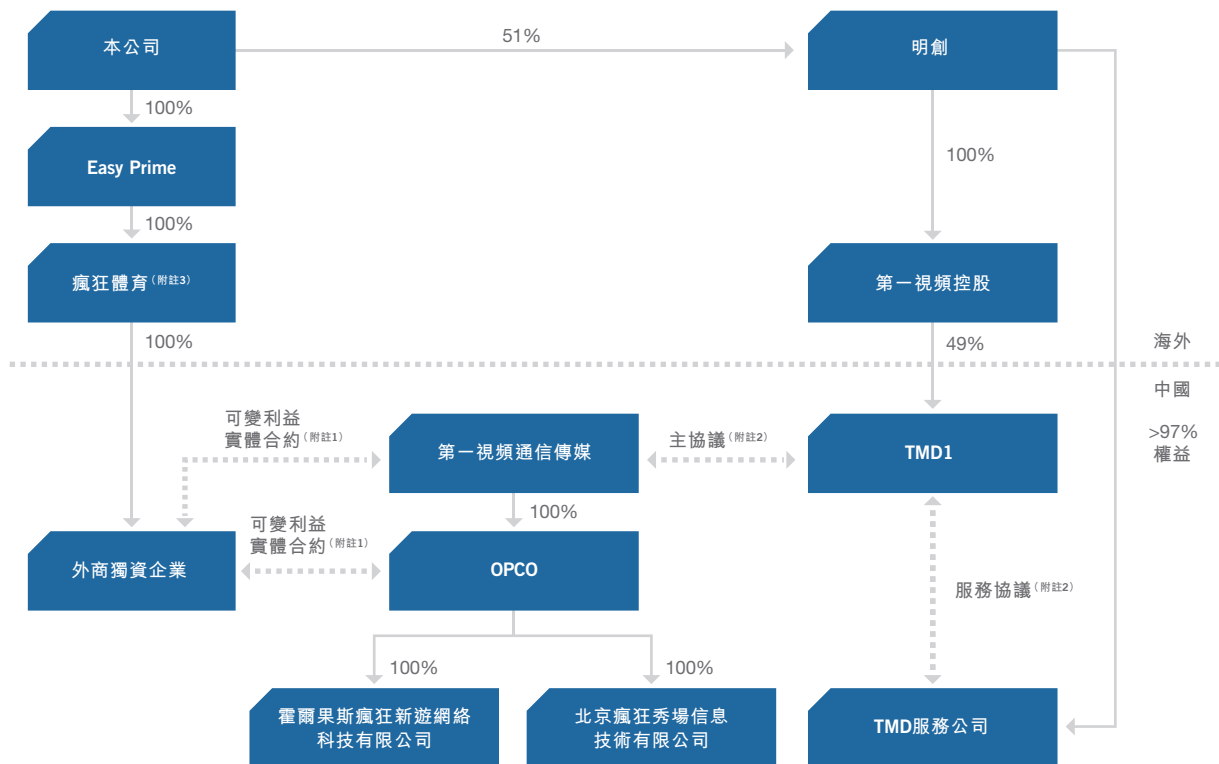 本公司
51%
明創
100%
Easy Prime
100%
100%
瘋狂體育(附註3)
第一視頻控股
100%
49%
海外
中國
可變利益
實體合約(附註1)
第一視頻通信傳媒
主協議(附註2)
TMD1
>97%
權益
100%
可變利益
實體合約(附註1)
外商獨資企業
OPCO
服務協議(附註2)
100%
100%
霍爾果斯瘋狂新遊網絡
科技有限公司
北京瘋狂秀場信息
技術有限公司
TMD服務公司